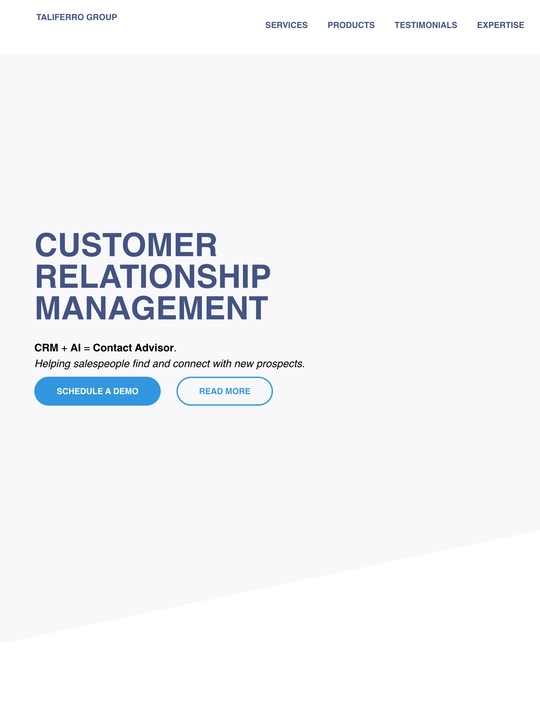 TALIFERRO GROUP
SERVICES PRODUCTS TESTIMONIALS EXPERTISE
CUSTOMER
RELATIONSHIP
MANAGEMENT
CRM + AI = Contact Advisor.
Helping salespeople find and connect with new prospects.
SCHEDULE A DEMO READ MORE